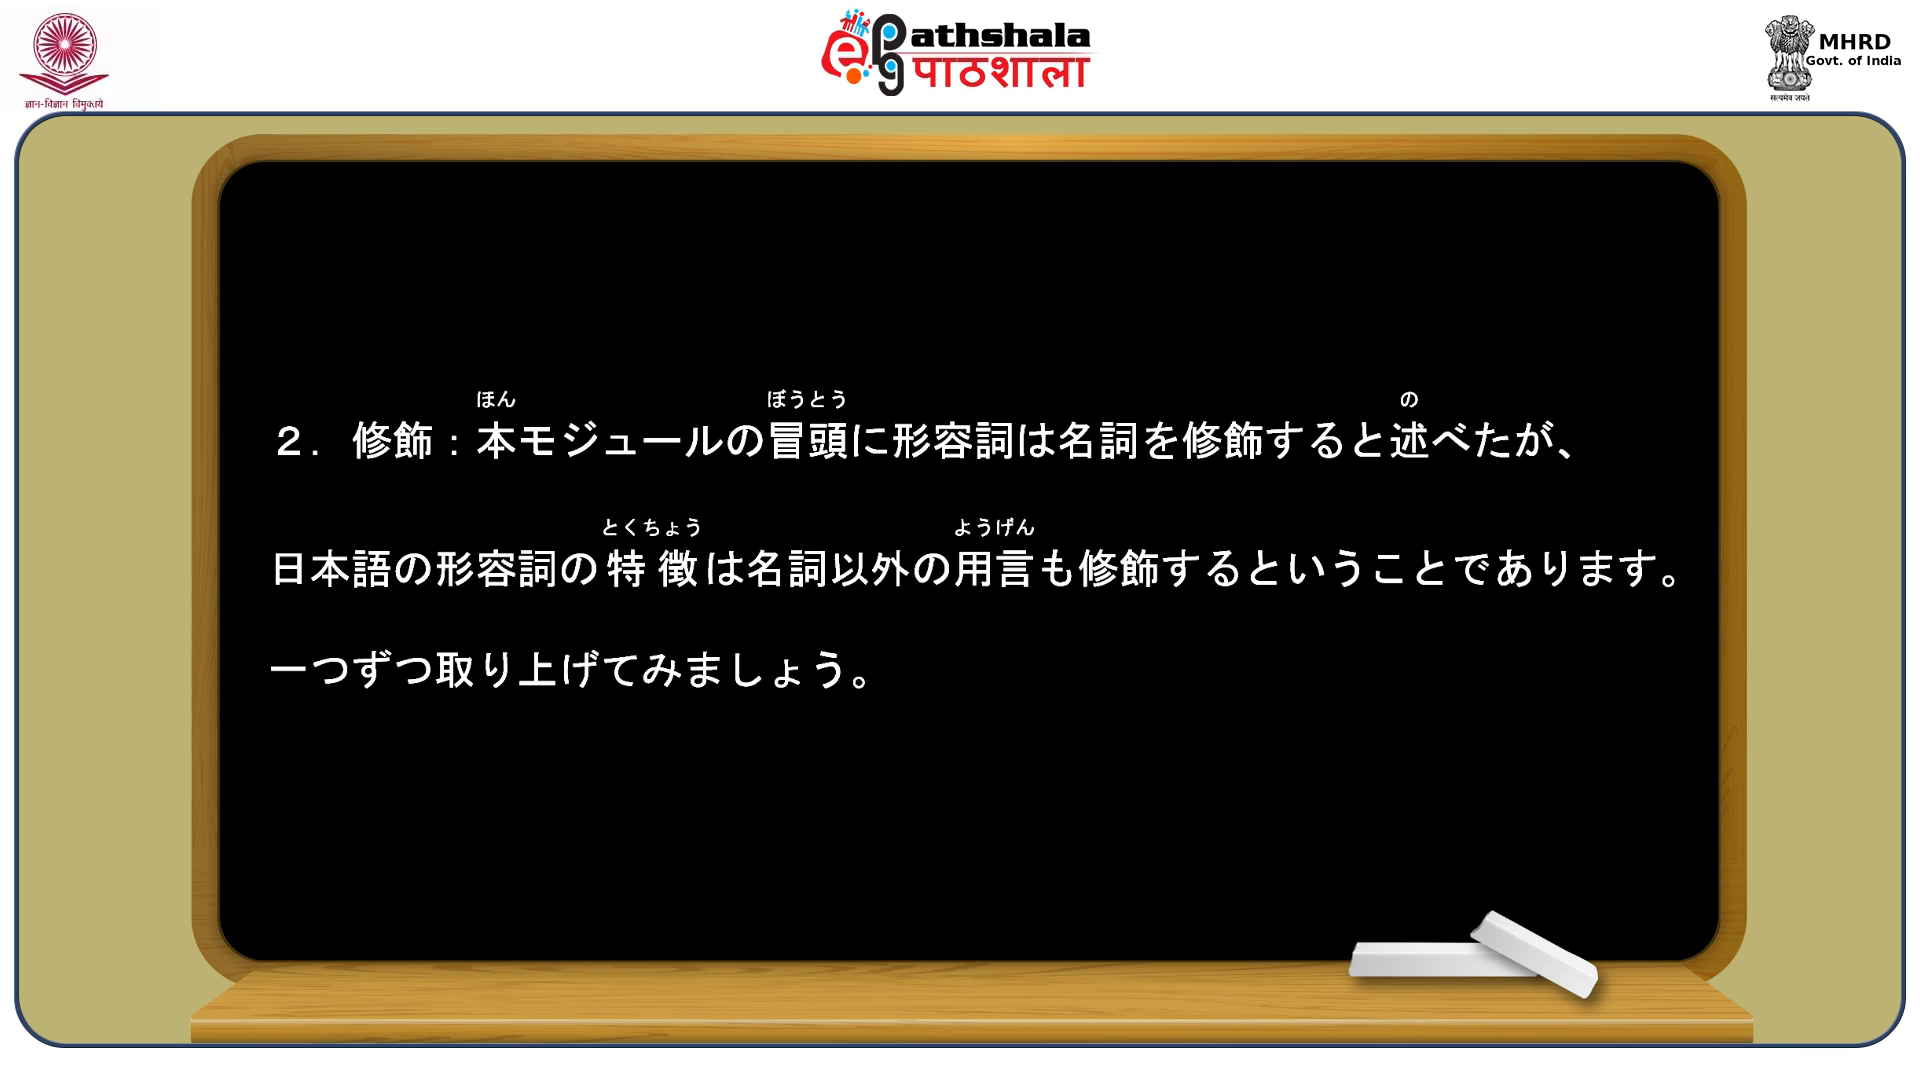 ज्ञान-विज्ञान विमुक्तये
e Pathshala
पाठशाला
MHRD
Govt. of India
सत्यमेव जयते
ほん ぼうとう の
２．修飾：本モジュールの冒頭に形容詞は名詞を修飾すると述べたが、
とくちょう ようげん
日本語の形容詞の特徴は名詞以外の用言も修飾するということであります。
一つずつ取り上げてみましょう。